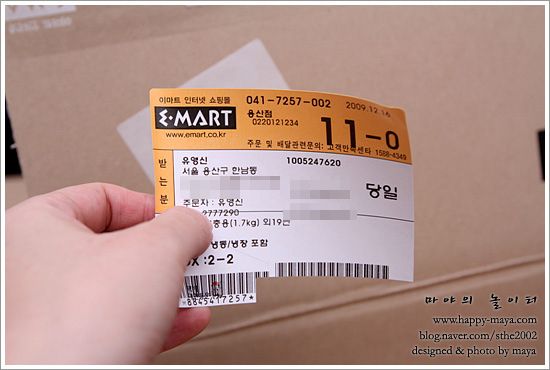 이마트 인터넷 쇼핑몰
041-7257-002
2009.12.16
E·MART
용산점
0220121234
11-0
www.emart.co.kr
주문 및 배달관련문의: 고객만족센타 1588-4349
받는분
유영신
1005247620
서울 용산구 한남동
당일
주문자 : 유영신
2777290
총용(1.7kg) 외19건
냉동/냉장 포함
OX :2-2
8845417257
마야의 놀이터
www.happy-maya.com
blog.naver.com/sthe2002
designed & photo by maya